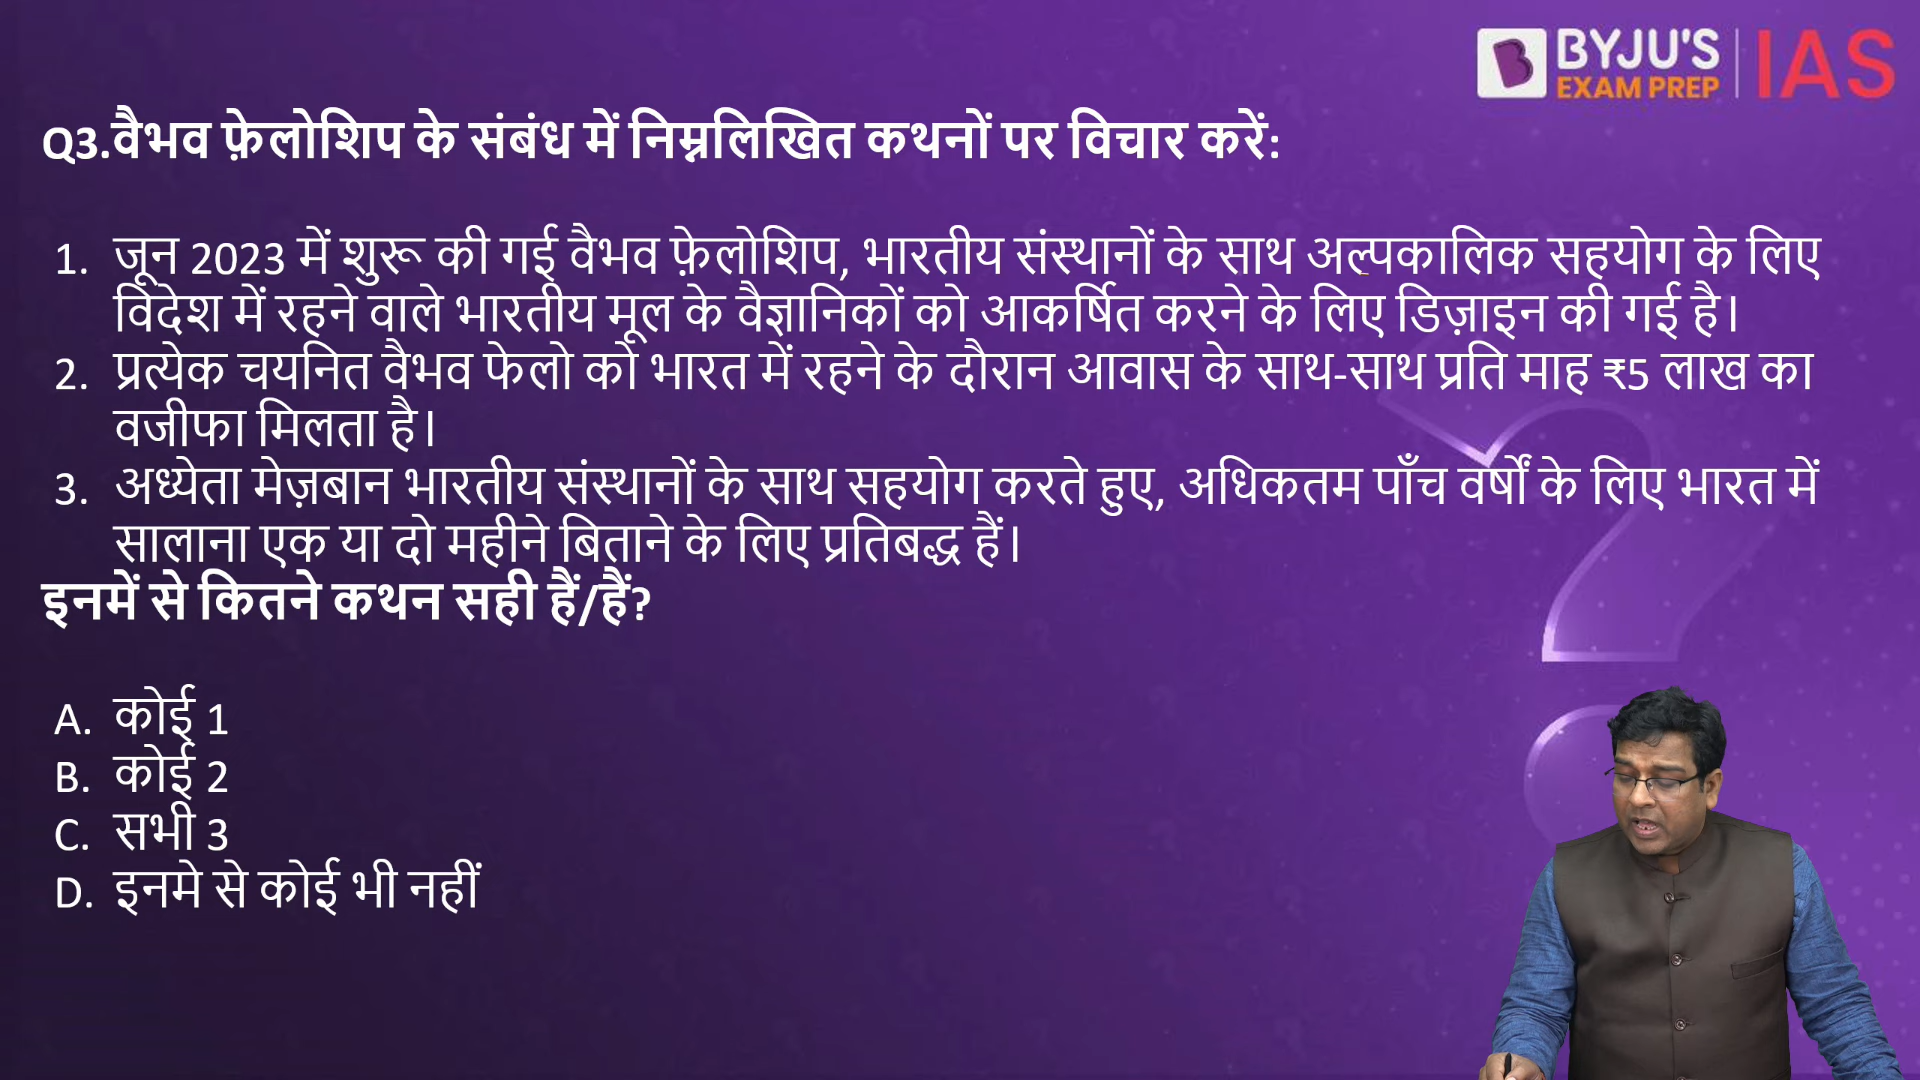 BYJU'S
EXAM PREP
IAS
Q3.वैभव फ़ेलोशिप के संबंध में निम्नलिखित कथनों पर विचार करें:
1. जून 2023 में शुरू की गई वैभव फ़ेलोशिप, भारतीय संस्थानों के साथ अल्पकालिक सहयोग के लिए
विदेश में रहने वाले भारतीय मूल के वैज्ञानिकों को आकर्षित करने के लिए डिज़ाइन की गई है।
2. प्रत्येक चयनित वैभव फेलो को भारत में रहने के दौरान आवास के साथ-साथ प्रति माह ₹5 लाख का
वजीफा मिलता है।
3. अध्येता मेज़बान भारतीय संस्थानों के साथ सहयोग करते हुए, अधिकतम पाँच वर्षों के लिए भारत में
सालाना एक या दो महीने बिताने के लिए प्रतिबद्ध हैं।
इनमें से कितने कथन सही हैं/हैं?
A. कोई 1
B. कोई 2
C. सभी 3
D. इनमे से कोई भी नहीं